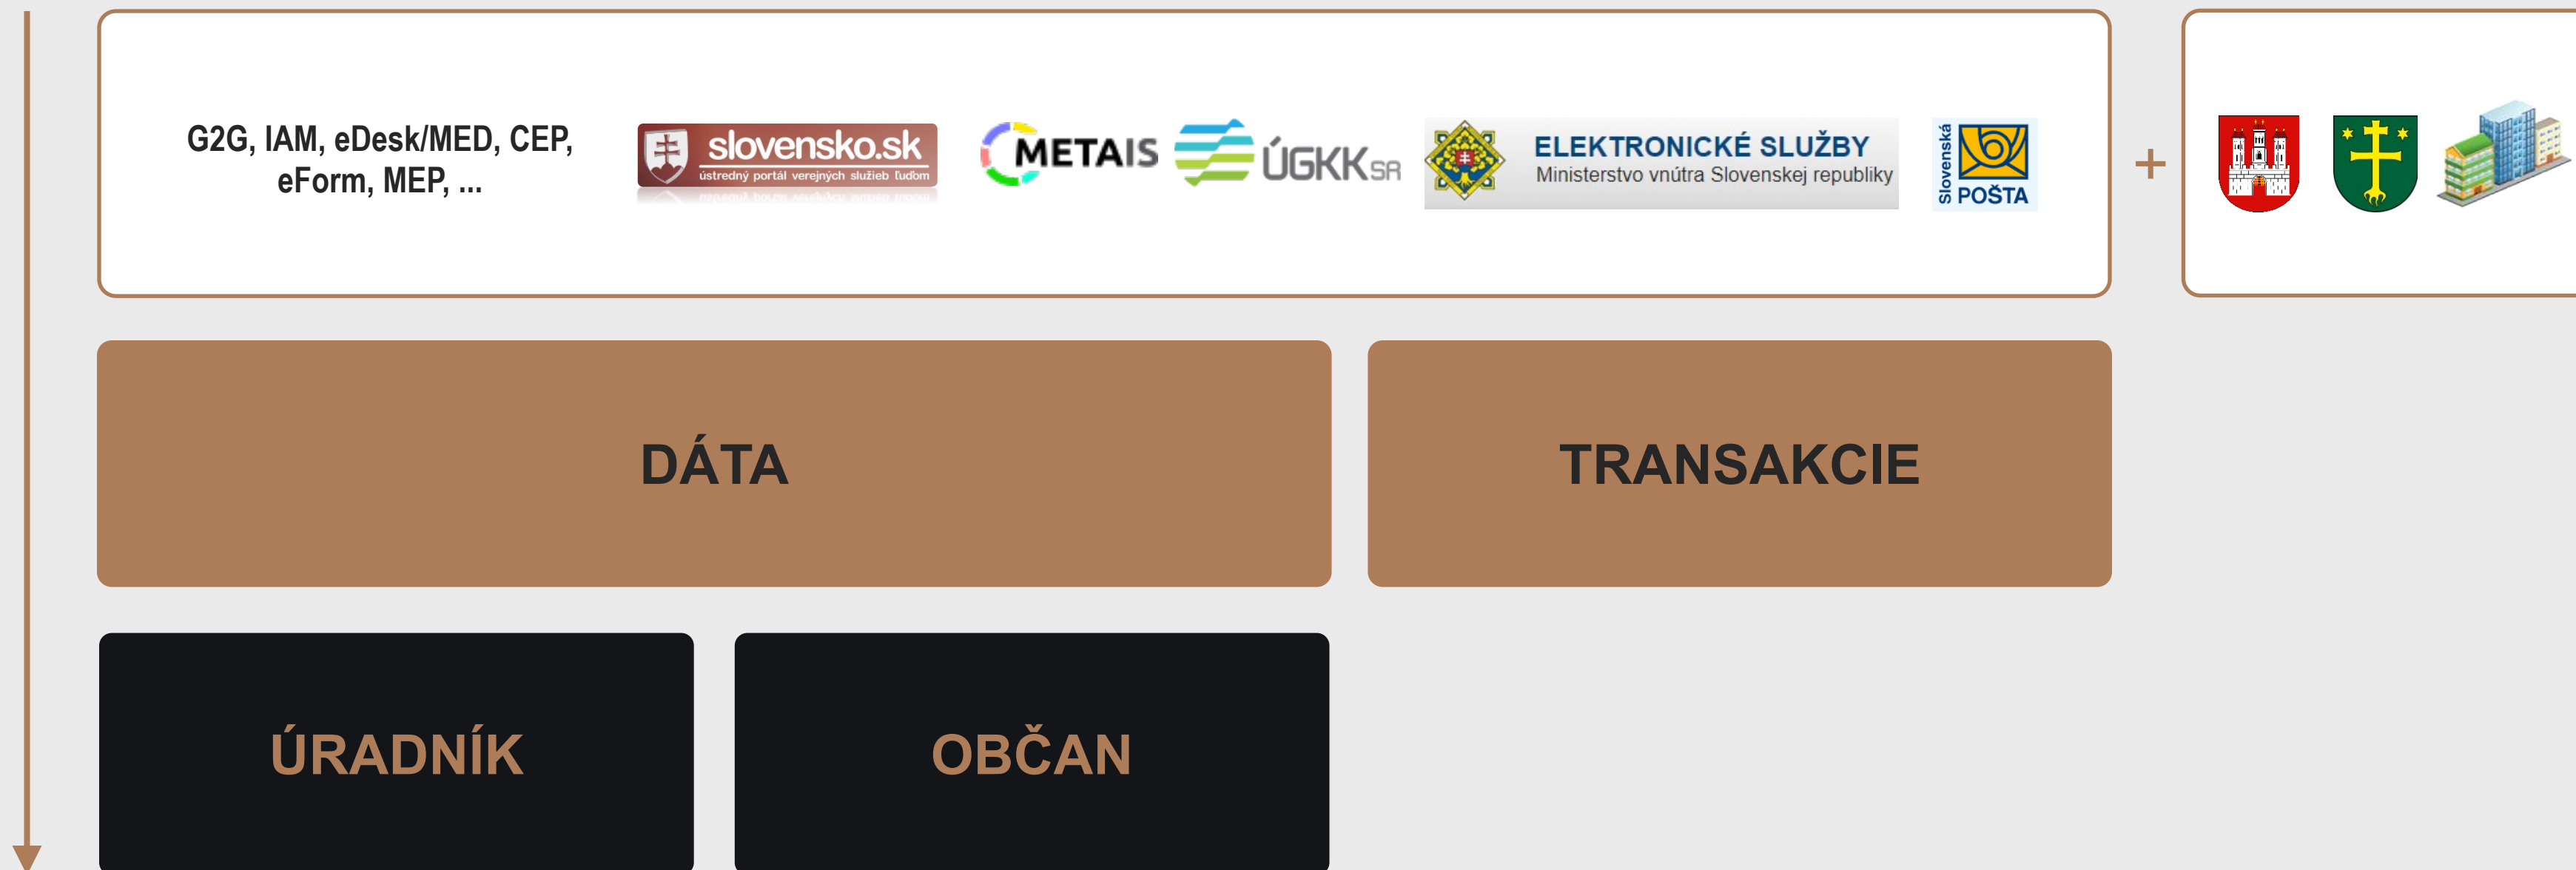 G2G, IAM, eDesk/MED, CEP,
eForm, MEP, ...
slovensko.sk
ústredný portál verejných služieb ľuďom
METAIS
ÚGKK SR
ELEKTRONICKÉ SLUŽBY
Ministerstvo vnútra Slovenskej republiky
Slovenská
POŠTA
+
DÁTA
TRANSAKCIE
ÚRADNÍK
OBČAN